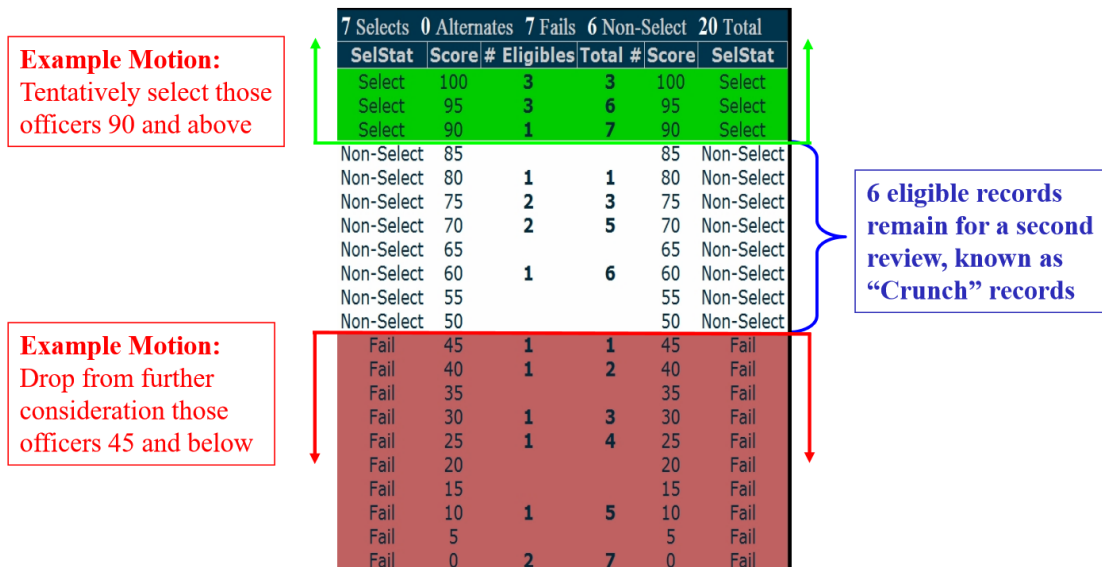 7 Selects 0 Alternates 7 Fails 6 Non-Select 20 Total
SelStat Score # Eligibles Total # Score SelStat
Select 100 3 3 100 Select
Select 95 3 6 95 Select
Select 90 1 7 90 Select
Non-Select 85 85 Non-Select
Non-Select 80 1 1 80 Non-Select
Non-Select 75 2 3 75 Non-Select
Non-Select 70 2 5 70 Non-Select
Non-Select 65 65 Non-Select
Non-Select 60 1 6 60 Non-Select
Non-Select 55 55 Non-Select
Non-Select 50 50 Non-Select
Fail 45 1 1 45 Fail
Fail 40 1 2 40 Fail
Fail 35 35 Fail
Fail 30 1 3 30 Fail
Fail 25 1 4 25 Fail
Fail 20 20 Fail
Fail 15 15 Fail
Fail 10 1 5 10 Fail
Fail 5 5 Fail
Fail 0 2 7 0 Fail
Example Motion:
Tentatively select those
officers 90 and above
6 eligible records
remain for a second
review, known as
“Crunch” records
Example Motion:
Drop from further
consideration those
officers 45 and below